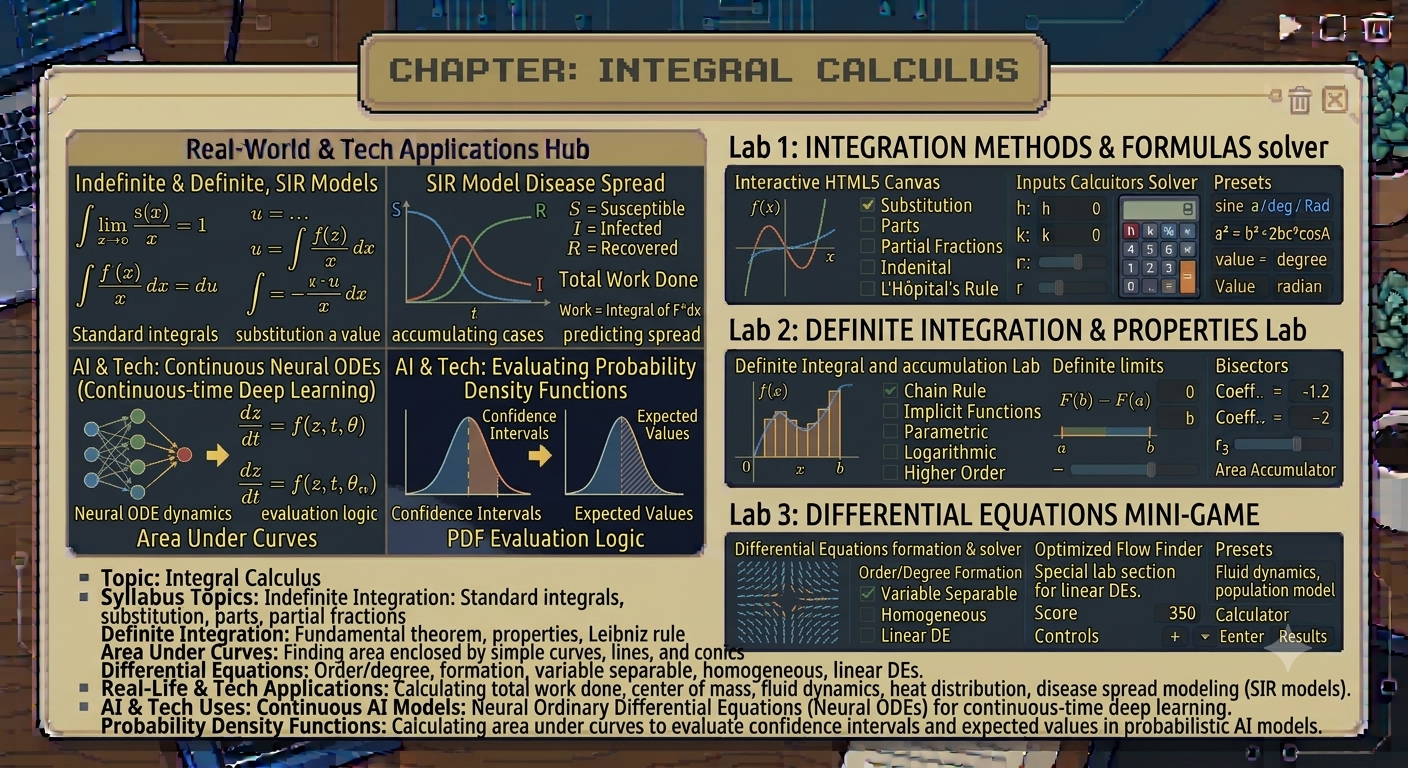 CHAPTER: INTEGRAL CALCULUS
Real-World & Tech Applications Hub
Indefinite & Definite, SIR Models
∫ lim x→0 s(x)/x = 1
u = ...
u = ∫ f(z)/x dx
∫ f(x)/x dx = du
Standard integrals
substitution a value
SIR Model Disease Spread
S
R
I
t
S = Susceptible
I = Infected
R = Recovered
Total Work Done
Work = Integral of F*dx
accumulating cases
predicting spread
AI & Tech: Continuous Neural ODEs
(Continuous-time Deep Learning)
dz/dt = f(z, t, θ)
Neural ODE dynamics
evaluation logic
Area Under Curves
AI & Tech: Evaluating Probability
Density Functions
Confidence
Intervals
Expected
Values
Confidence Intervals
Expected Values
PDF Evaluation Logic
Lab 1: INTEGRATION METHODS & FORMULAS solver
Interactive HTML5 Canvas
f(x)
x
Substitution
Parts
Partial Fractions
Indenital
L'Hôpital's Rule
Inputs Calcuitors Solver
h: h 0
k: k 0
r:
r
Presets
sine a/deg / Rad
value = degree
Value radian
Lab 2: DEFINITE INTEGRATION & PROPERTIES Lab
Definite Integral and accumulation Lab
f(x)
0 x b
Chain Rule
Implicit Functions
Parametric
Logarithmic
Higher Order
Definite limits
F(b) − F(a)
0
b
a b
Bisectors
Coeff.. = -1.2
Coeff.. = -2
r3
Area Accumulator
Lab 3: DIFFERENTIAL EQUATIONS MINI-GAME
Differential Equations formation & solver
Order/Degree Formation
Variable Separable
Homogeneous
Linear DE
Optimized Flow Finder
Special lab section
for linear DEs.
Score 350
Controls +
Presets
Fluid dynamics,
population model
Calculator
Eenter Results
Topic: Integral Calculus
Syllabus Topics: Indefinite Integration: Standard integrals,
substitution, parts, partial fractions
Definite Integration: Fundamental theorem, properties, Leibniz rule
Area Under Curves: Finding area enclosed by simple curves, lines, and conics
Differential Equations: Order/degree, formation, variable separable, homogeneous, linear DEs.
Real-Life & Tech Applications: Calculating total work done, center of mass, fluid dynamics, heat distribution, disease spread modeling (SIR models).
AI & Tech Uses: Continuous AI Models: Neural Ordinary Differential Equations (Neural ODEs) for continuous-time deep learning.
Probability Density Functions: Calculating area under curves to evaluate confidence intervals and expected values in probabilistic AI models.